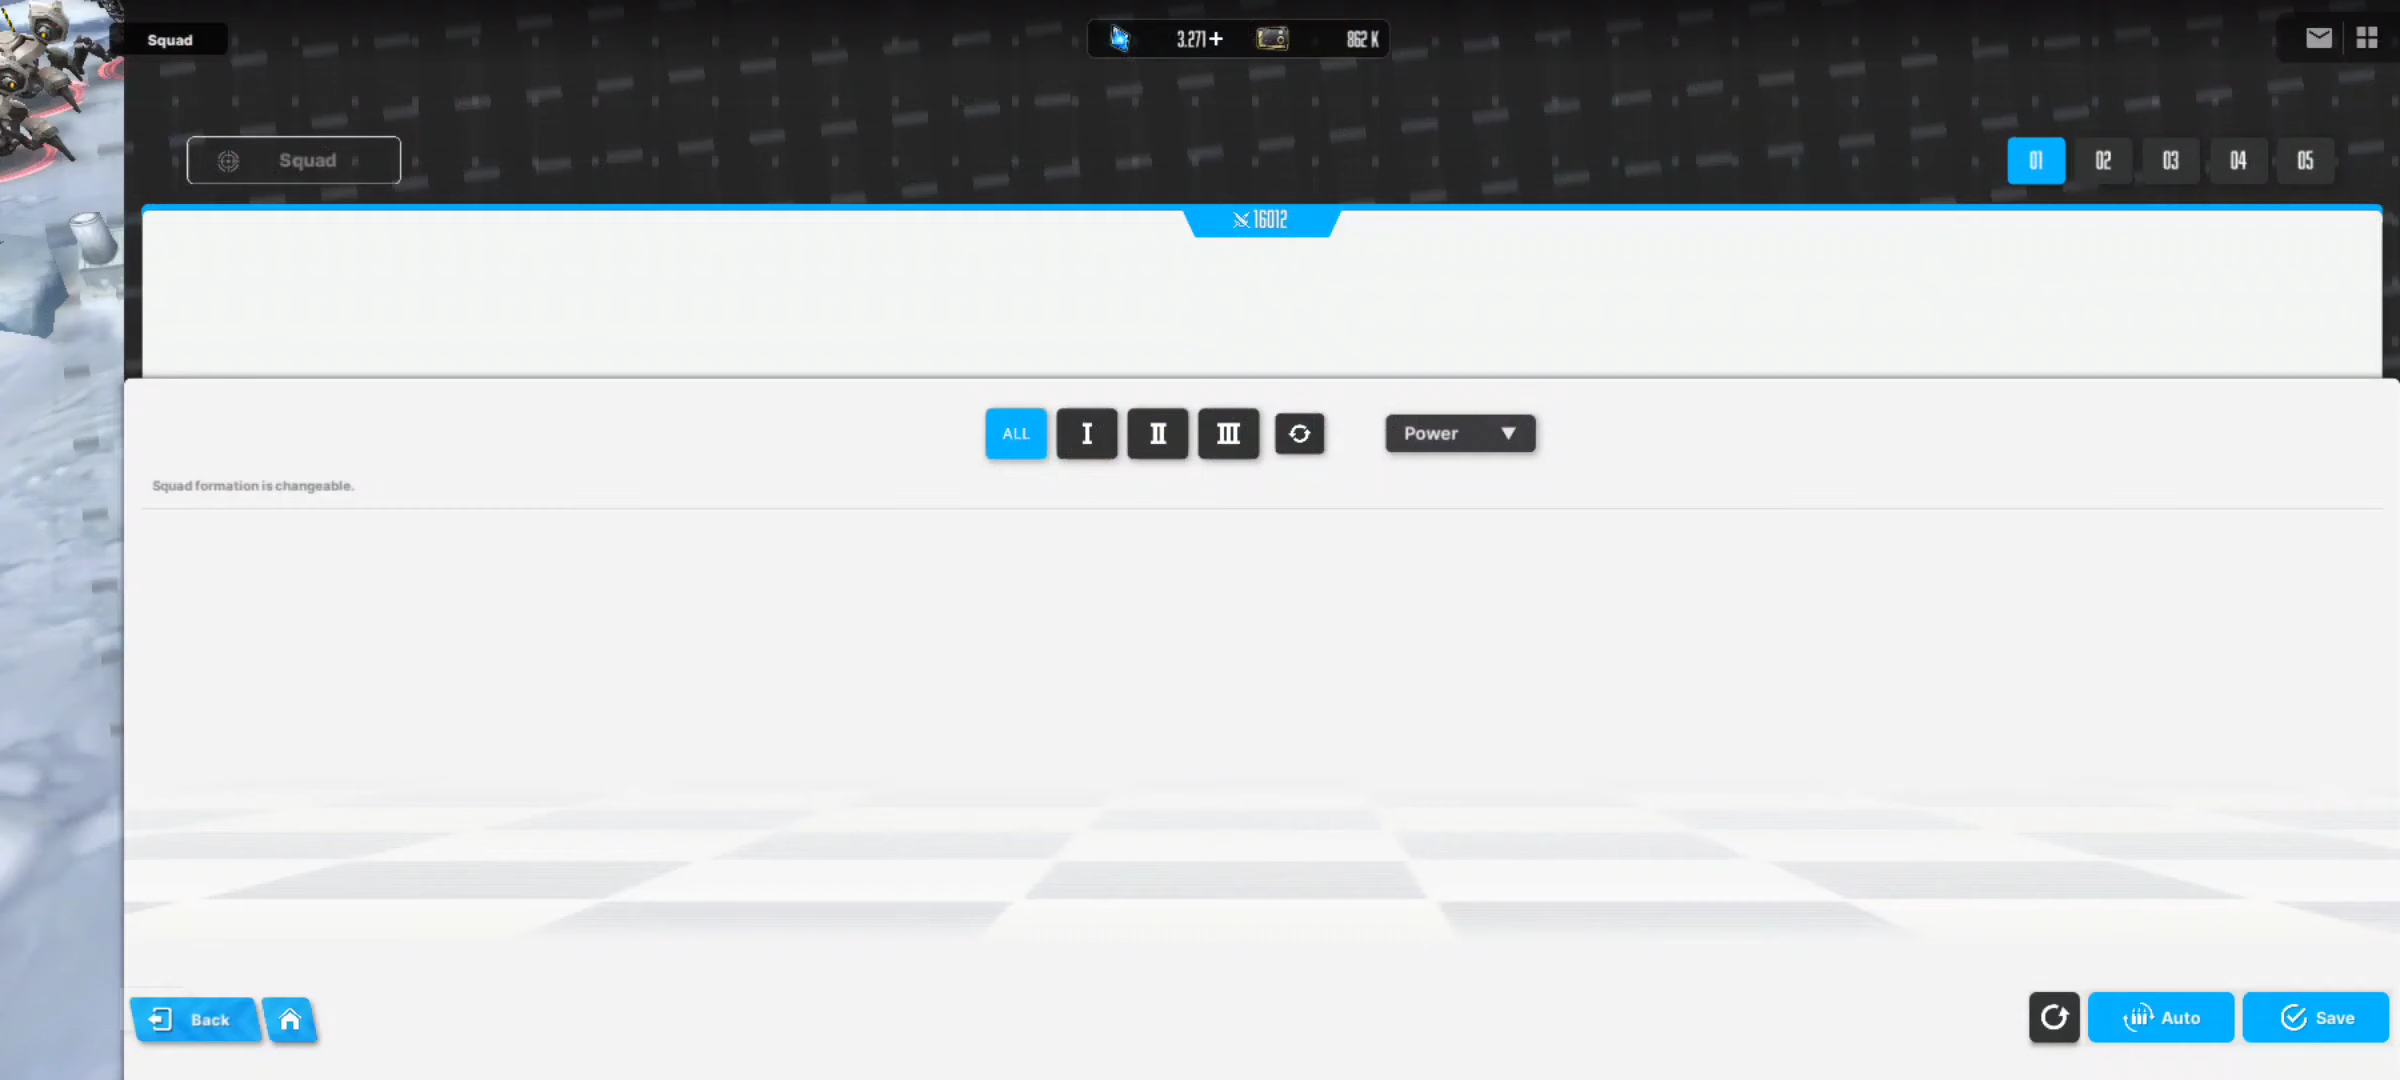 Squad
3.271+
862 K
Squad
01
02
03
04
05
16012
ALL
I
II
III
Power
Squad formation is changeable.
Back
Auto
Save